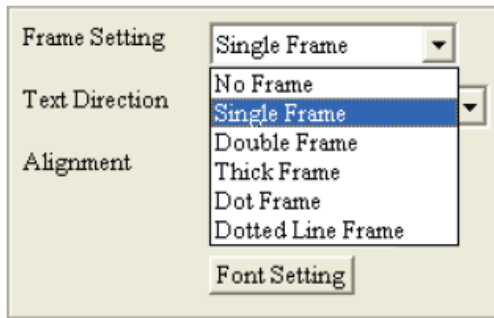 Frame Setting Single Frame
No Frame
Text Direction Single Frame
Double Frame
Alignment Thick Frame
Dot Frame
Dotted Line Frame
Font Setting